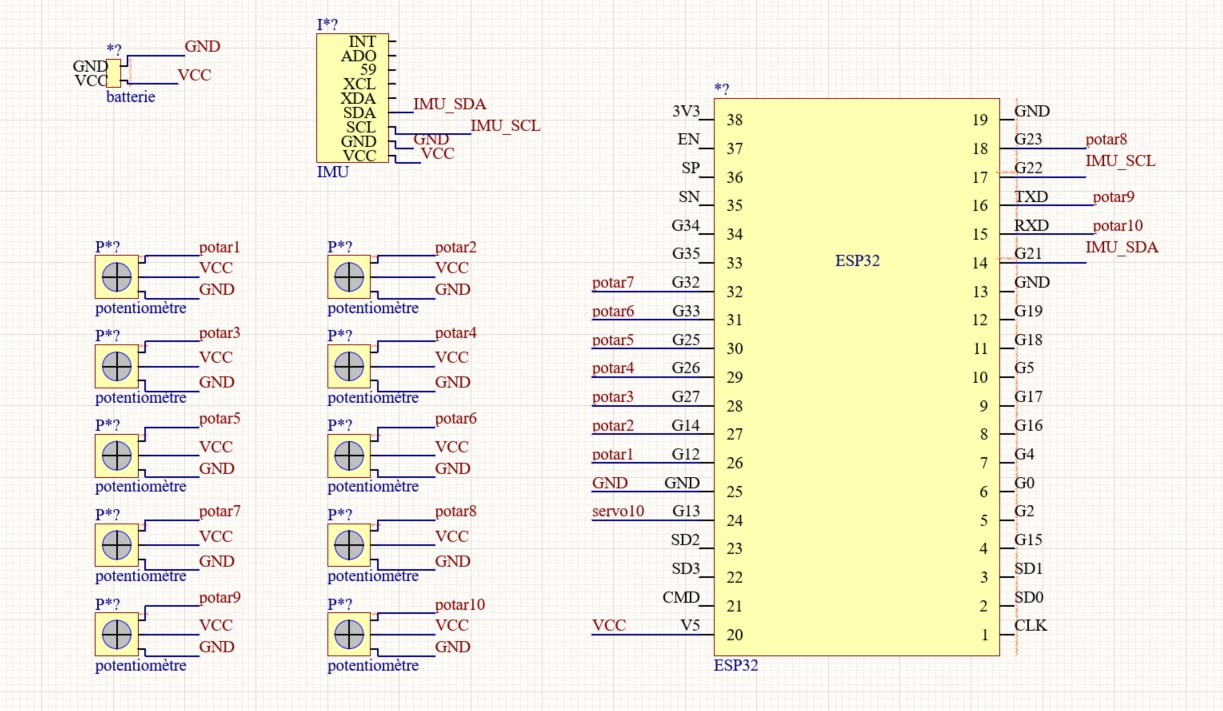 *?
GND
VCC
GND
VCC
batterie
I*?
INT
ADO
59
XCL
XDA
SDA
SCL
GND
VCC
IMU_SDA
IMU_SCL
GND
VCC
IMU
P*?
potar1
VCC
GND
potentiomètre
P*?
potar2
VCC
GND
potentiomètre
P*?
potar3
VCC
GND
potentiomètre
P*?
potar4
VCC
GND
potentiomètre
P*?
potar5
VCC
GND
potentiomètre
P*?
potar6
VCC
GND
potentiomètre
P*?
potar7
VCC
GND
potentiomètre
P*?
potar8
VCC
GND
potentiomètre
P*?
potar9
VCC
GND
potentiomètre
P*?
potar10
VCC
GND
potentiomètre
*?
3V3 38
EN 37
SP 36
SN 35
G34 34
G35 33
potar7 G32 32
potar6 G33 31
potar5 G25 30
potar4 G26 29
potar3 G27 28
potar2 G14 27
potar1 G12 26
GND GND 25
servo10 G13 24
SD2 23
SD3 22
CMD 21
VCC V5 20
ESP32
19 GND
18 G23 potar8
17 G22 IMU_SCL
16 TXD potar9
15 RXD potar10
14 G21 IMU_SDA
13 GND
12 G19
11 G18
10 G5
9 G17
8 G16
7 G4
6 G0
5 G2
4 G15
3 SD1
2 SD0
1 CLK
ESP32